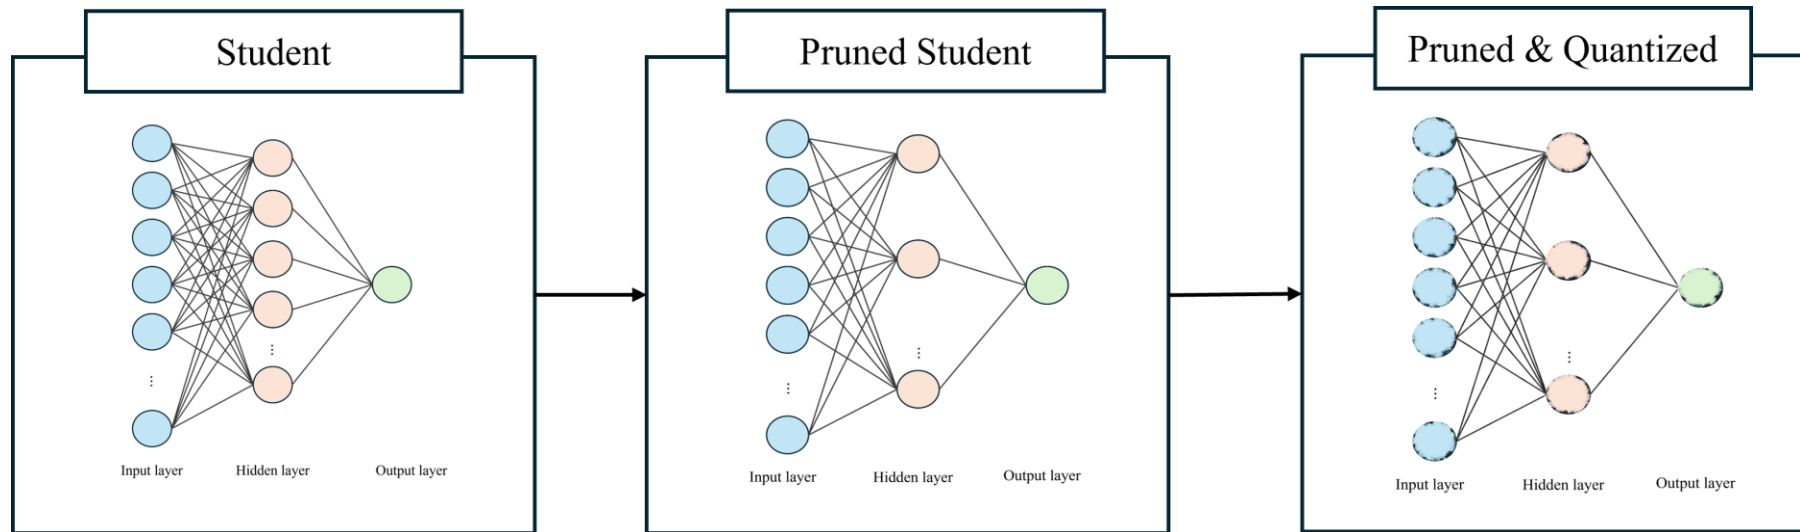 Student
Pruned Student
Pruned & Quantized
...
...
Input layer
Hidden layer
Output layer
...
...
Input layer
Hidden layer
Output layer
...
...
Input layer
Hidden layer
Output layer